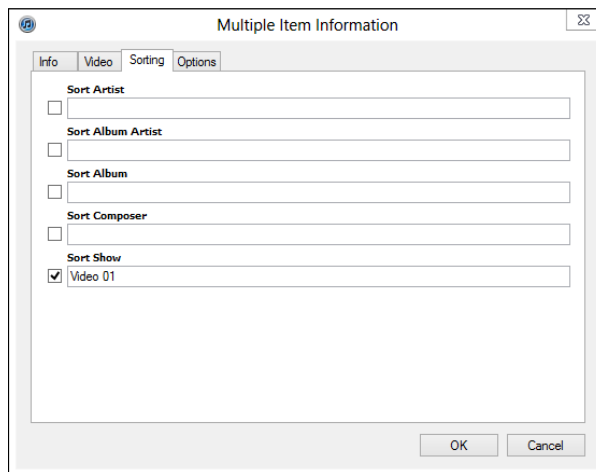 Multiple Item Information
Info Video Sorting Options
Sort Artist
Sort Album Artist
Sort Album
Sort Composer
Sort Show
Video 01
OK Cancel